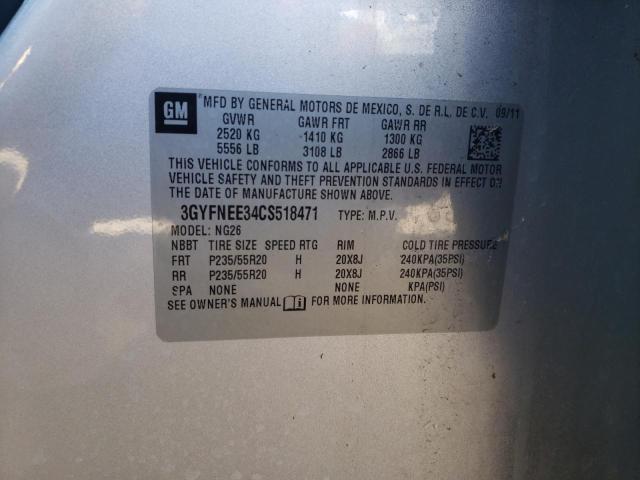 GM
MFD BY GENERAL MOTORS DE MEXICO, S. DE R.L. DE C.V. 09/11
GVWR GAWR FRT GAWR RR
2520 KG 1410 KG 1300 KG
5556 LB 3108 LB 2866 LB
THIS VEHICLE CONFORMS TO ALL APPLICABLE U.S. FEDERAL MOTOR
VEHICLE SAFETY AND THEFT PREVENTION STANDARDS IN EFFECT ON
THE DATE OF MANUFACTURE SHOWN ABOVE.
3GYFNEE34CS518471 TYPE: M.P.V.
MODEL: NG26
NBBT TIRE SIZE SPEED RTG RIM COLD TIRE PRESSURE
FRT P235/55R20 H 20X8J 240KPA(35PSI)
RR P235/55R20 H 20X8J 240KPA(35PSI)
SPA NONE NONE KPA(PSI)
SEE OWNER'S MANUAL FOR MORE INFORMATION.